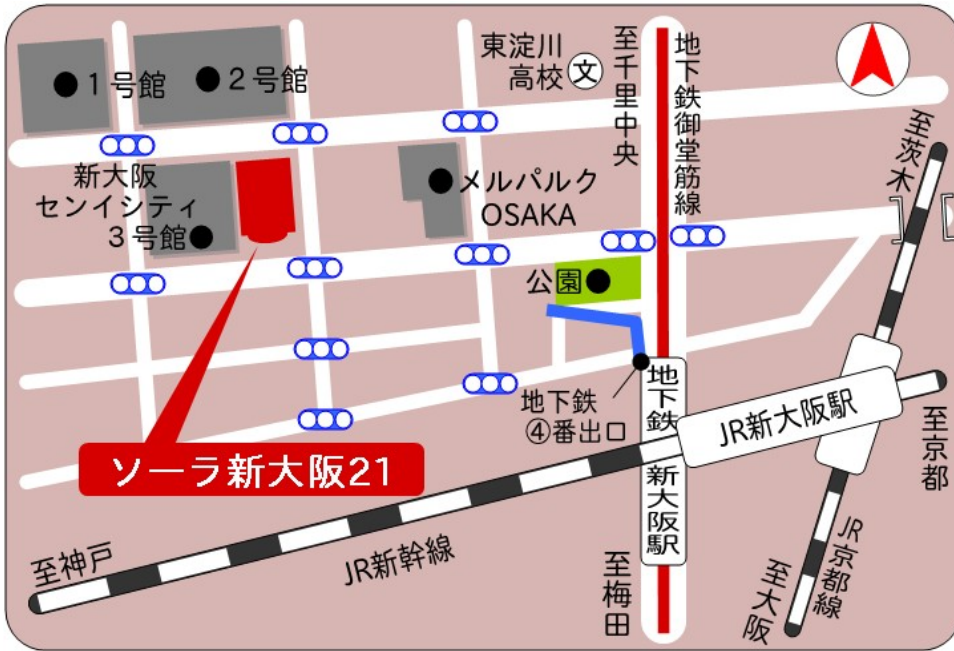 １号館
２号館
東淀川
高校
文
至千里中央
地下鉄御堂筋線
至茨木
新大阪
センイシティ
３号館
メルパルク
OSAKA
公園
地下鉄
④番出口
地下鉄 新大阪駅
JR新大阪駅
至京都
ソーラ新大阪21
至神戸
JR新幹線
至梅田
至大阪
JR京都線